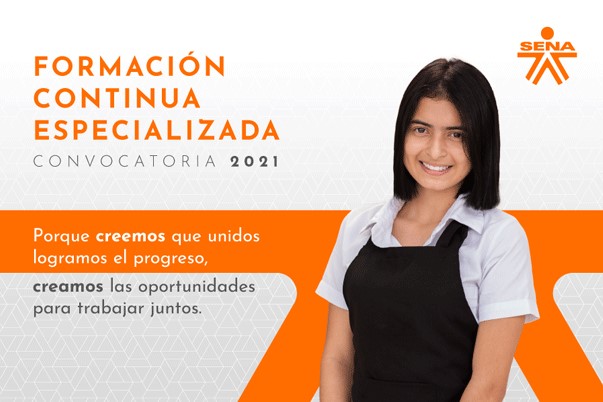 SENA
FORMACIÓN
CONTINUA
ESPECIALIZADA
CONVOCATORIA 2021
Porque creemos que unidos
logramos el progreso,
creamos las oportunidades
para trabajar juntos.